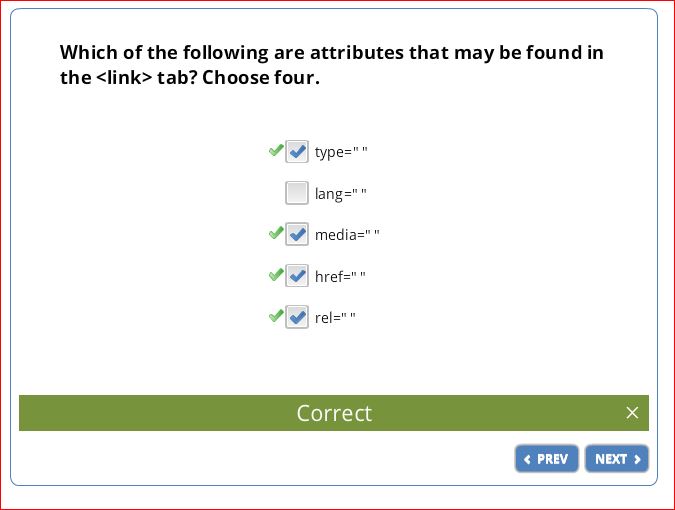 Which of the following are attributes that may be found in
the <link> tab? Choose four.
type=" "
lang=" "
media=" "
href=" "
rel=" "
Correct
PREV
NEXT